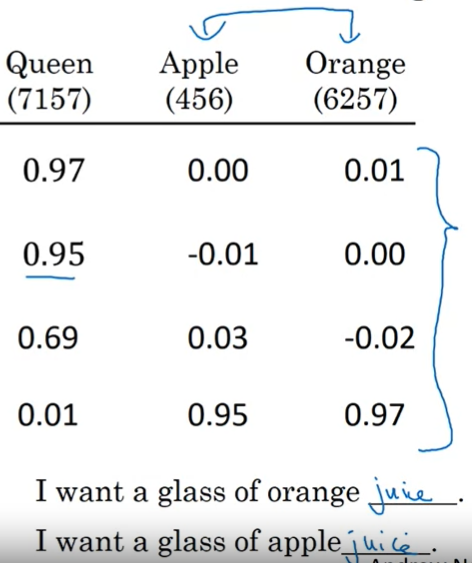 Queen Apple Orange
(7157) (456) (6257)
0.97 0.00 0.01
0.95 -0.01 0.00
0.69 0.03 -0.02
0.01 0.95 0.97
I want a glass of orange juice.
I want a glass of apple juice.